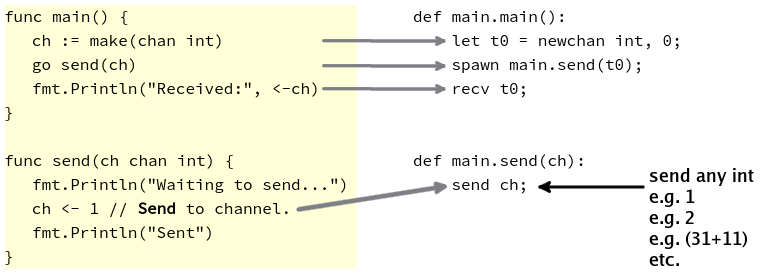 func main() {
ch := make(chan int)
go send(ch)
fmt.Println("Received:", <-ch)
}
func send(ch chan int) {
fmt.Println("Waiting to send...")
ch <- 1 // Send to channel.
fmt.Println("Sent")
}
def main.main():
let t0 = newchan int, 0;
spawn main.send(t0);
recv t0;
def main.send(ch):
send ch;
send any int
e.g. 1
e.g. 2
e.g. (31+11)
etc.